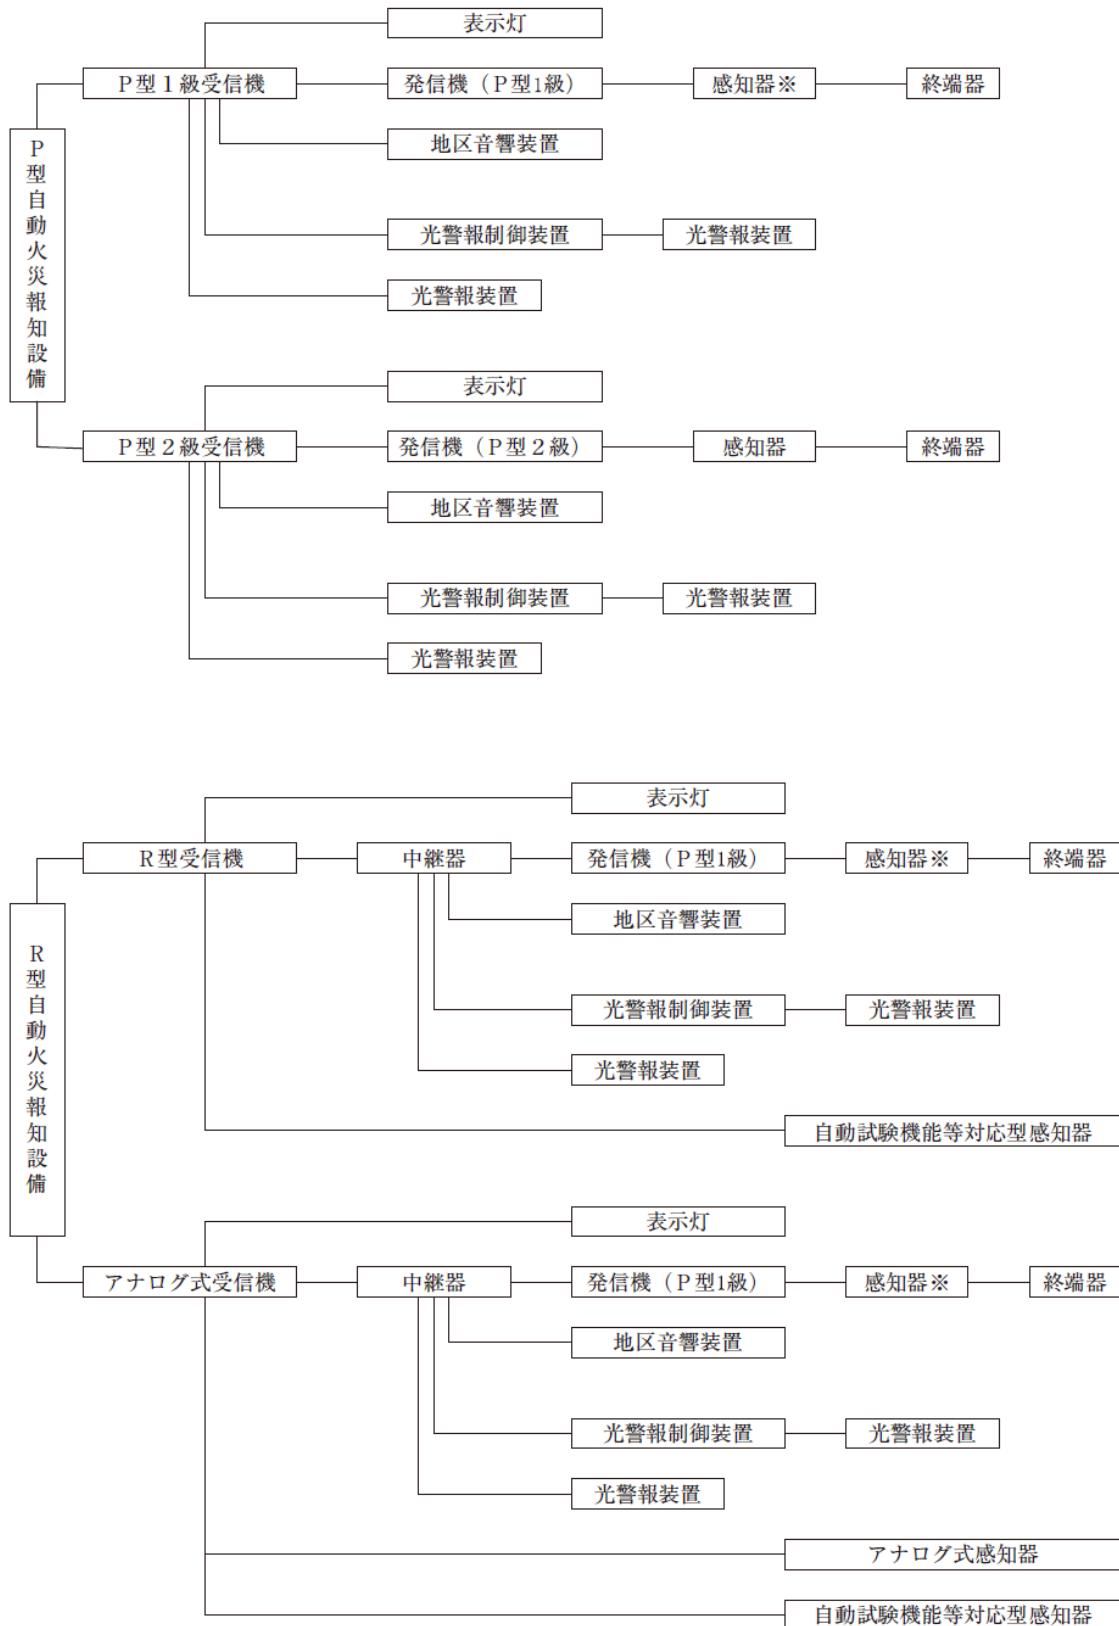 表示灯
P型1級受信機
発信機（P型1級）
感知器※
終端器
地区音響装置
P型自動火災報知設備
光警報制御装置
光警報装置
光警報装置
表示灯
P型2級受信機
発信機（P型2級）
感知器
終端器
地区音響装置
光警報制御装置
光警報装置
光警報装置
表示灯
R型受信機
中継器
発信機（P型1級）
感知器※
終端器
地区音響装置
R型自動火災報知設備
光警報制御装置
光警報装置
光警報装置
自動試験機能等対応型感知器
表示灯
アナログ式受信機
中継器
発信機（P型1級）
感知器※
終端器
地区音響装置
光警報制御装置
光警報装置
光警報装置
アナログ式感知器
自動試験機能等対応型感知器